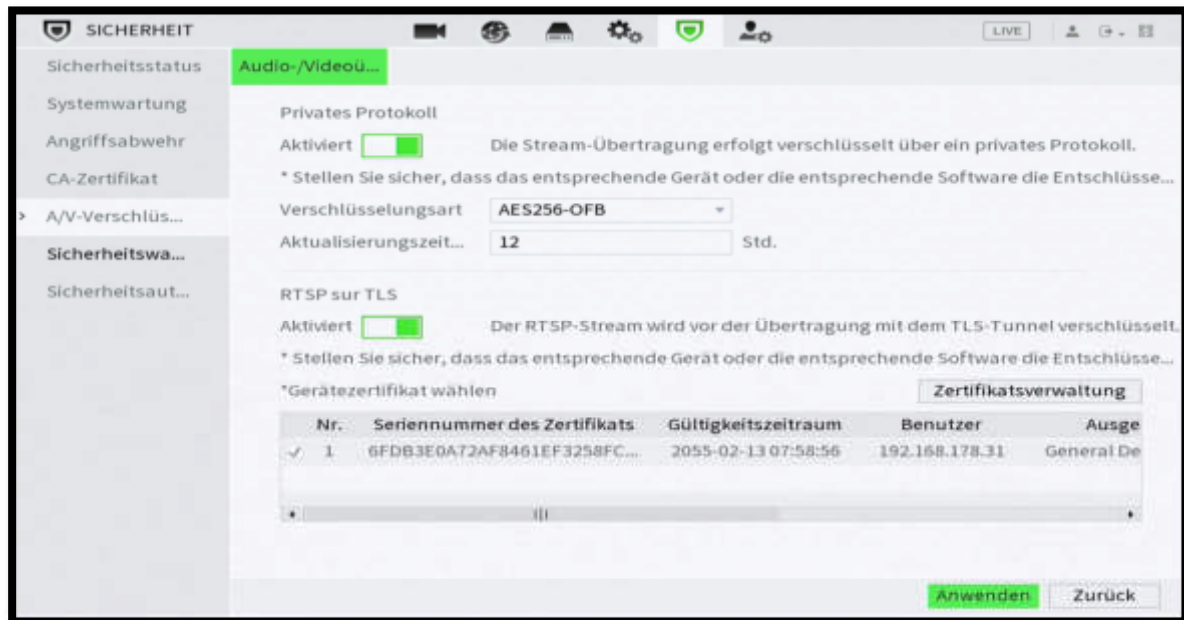 SICHERHEIT
LIVE
Sicherheitsstatus
Systemwartung
Angriffsabwehr
CA-Zertifikat
A/V-Verschlüs...
Sicherheitswa...
Sicherheitsaut...
Audio-/Videoü...
Privates Protokoll
Aktiviert Die Stream-Übertragung erfolgt verschlüsselt über ein privates Protokoll.
* Stellen Sie sicher, dass das entsprechende Gerät oder die entsprechende Software die Entschlüsse...
Verschlüsselungsart AES256-OFB
Aktualisierungszeit... 12 Std.
RTSP sur TLS
Aktiviert Der RTSP-Stream wird vor der Übertragung mit dem TLS-Tunnel verschlüsselt.
* Stellen Sie sicher, dass das entsprechende Gerät oder die entsprechende Software die Entschlüsse...
*Gerätezertifikat wählen Zertifikatsverwaltung
Nr. Seriennummer des Zertifikats Gültigkeitszeitraum Benutzer Ausge
1 6FDB3E0A72AF8461EF3258FC... 2055-02-13 07:58:56 192.168.178.31 General De
Anwenden Zurück